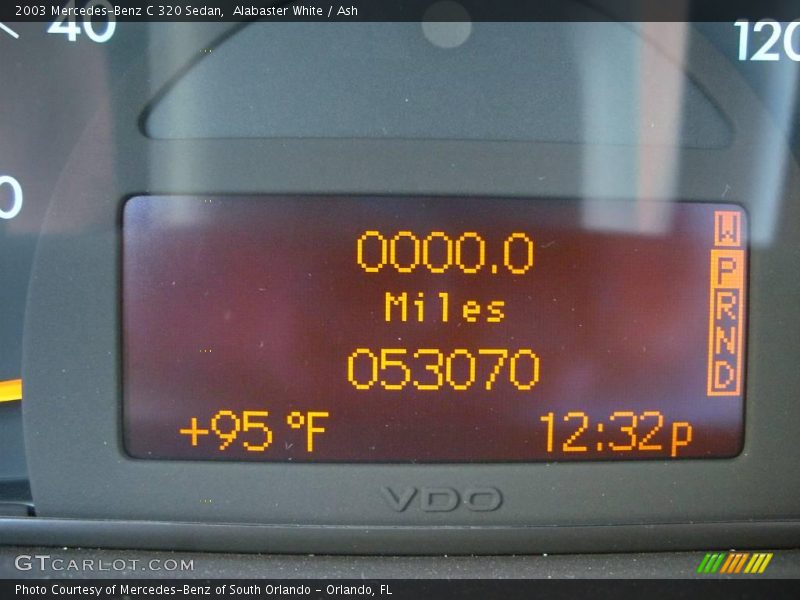 2003 Mercedes-Benz C 320 Sedan, Alabaster White / Ash
40
120
0
0000.0
Miles
053070
+95 °F
12:32p
W
P
R
N
D
VDO
GTCARLOT.COM
Photo Courtesy of Mercedes-Benz of South Orlando - Orlando, FL